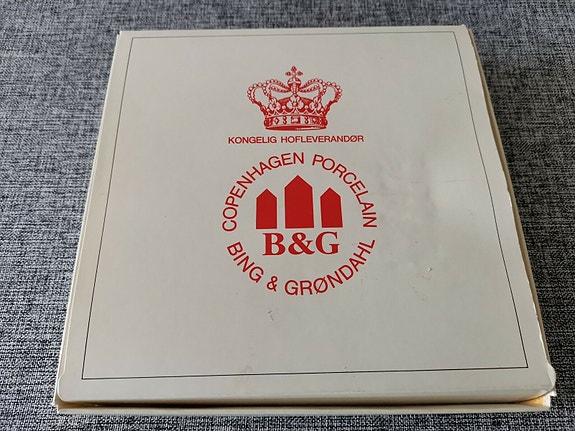 KONGELIG HOFLEVERANDØR
COPENHAGEN PORCELAIN
B&G
BING & GRØNDAHL